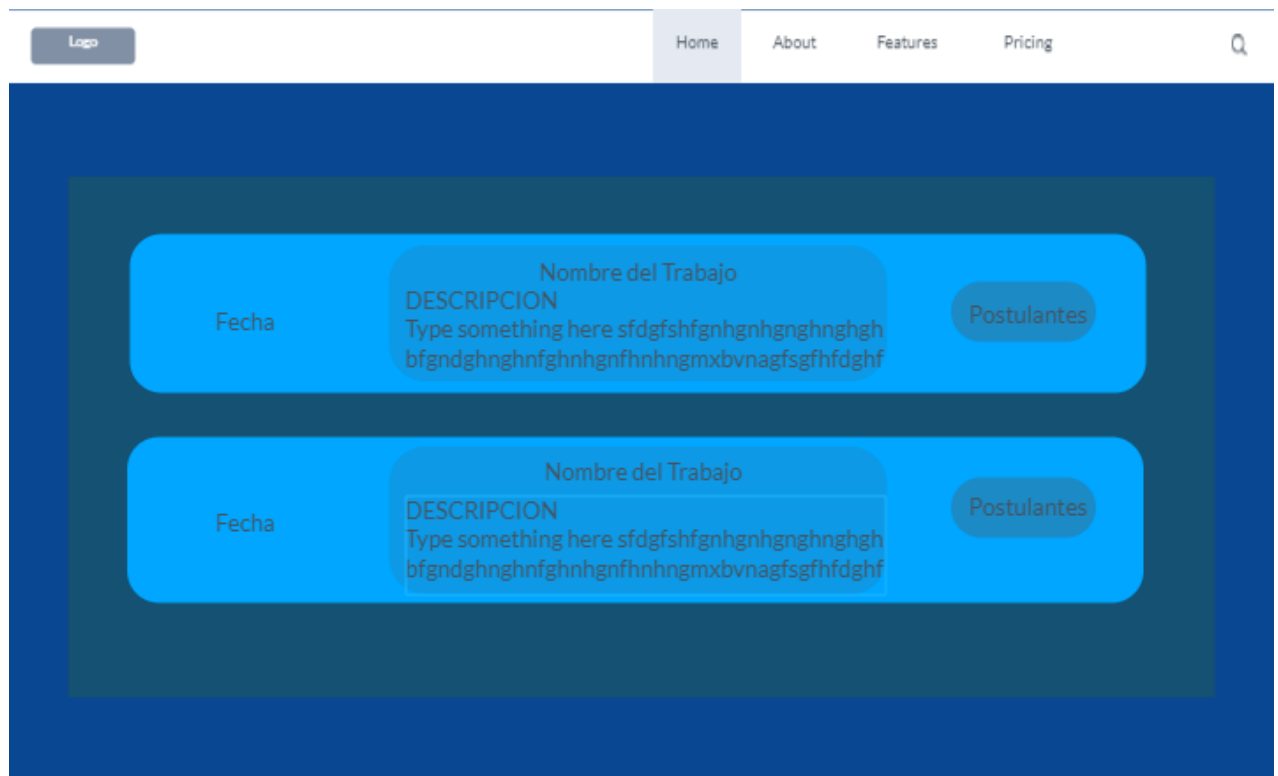 Logo
Home
About
Features
Pricing
Nombre del Trabajo
DESCRIPCION
Fecha
Type something here sfdgfshfgnhgnhgnghnghgh
bfgndghnghnfghnhgnfhnhngmxbvnagfsgfhfdghf
Postulantes
Nombre del Trabajo
DESCRIPCION
Fecha
Type something here sfdgfshfgnhgnhgnghnghgh
bfgndghnghnfghnhgnfhnhngmxbvnagfsgfhfdghf
Postulantes